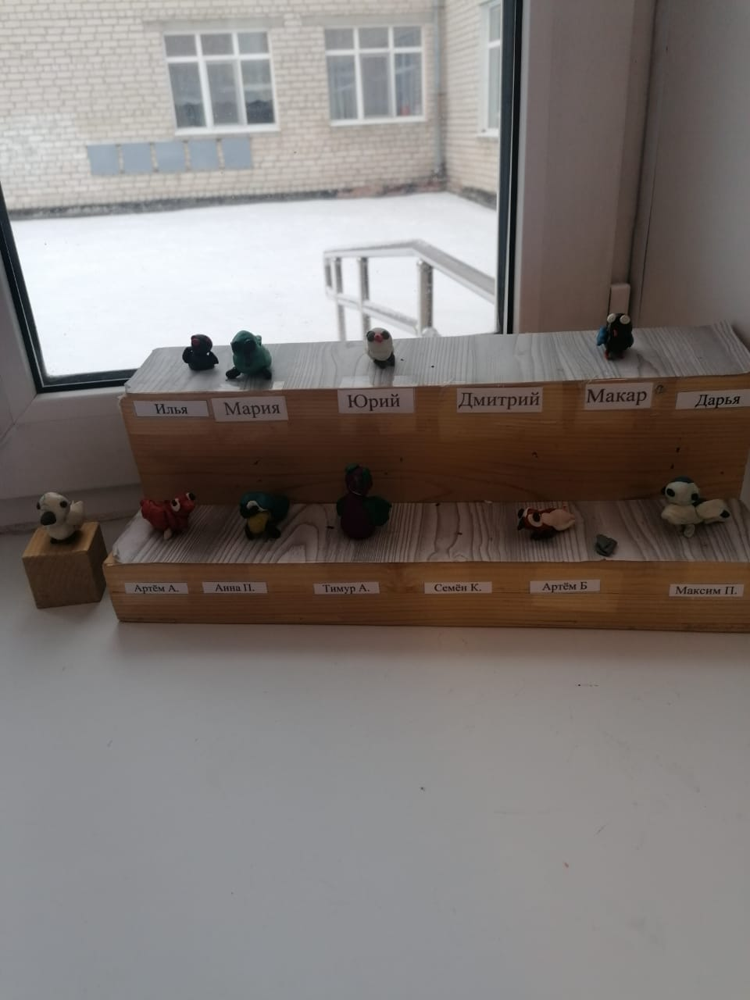 Илья
Мария
Юрий
Дмитрий
Макар
Дарья
Артём А.
Анна П.
Тимур А.
Семён К.
Артём Б
Максим П.